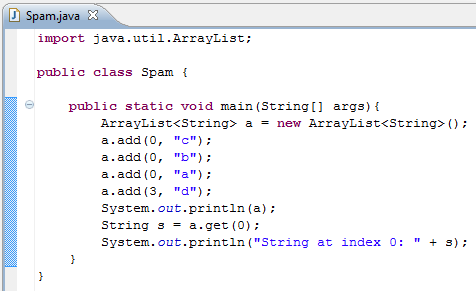 Spam.java
import java.util.ArrayList;
public class Spam {
public static void main(String[] args){
ArrayList<String> a = new ArrayList<String>();
a.add(0, "c");
a.add(0, "b");
a.add(0, "a");
a.add(3, "d");
System.out.println(a);
String s = a.get(0);
System.out.println("String at index 0: " + s);
}
}